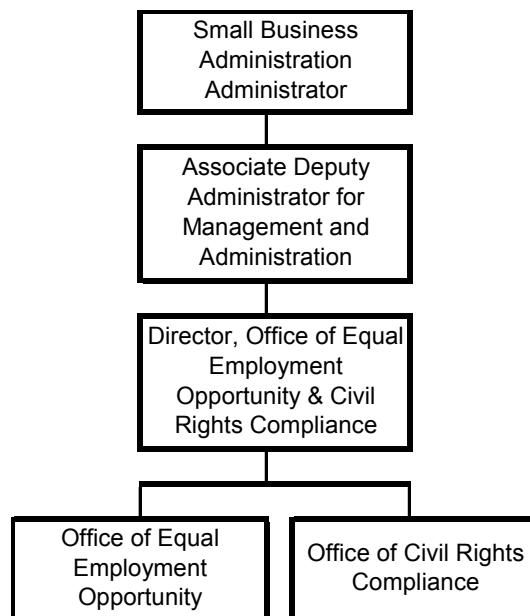 Small Business
Administration
Administrator
Associate Deputy
Administrator for
Management and
Administration
Director, Office of Equal
Employment
Opportunity & Civil
Rights Compliance
Office of Equal
Employment
Opportunity
Office of Civil Rights
Compliance